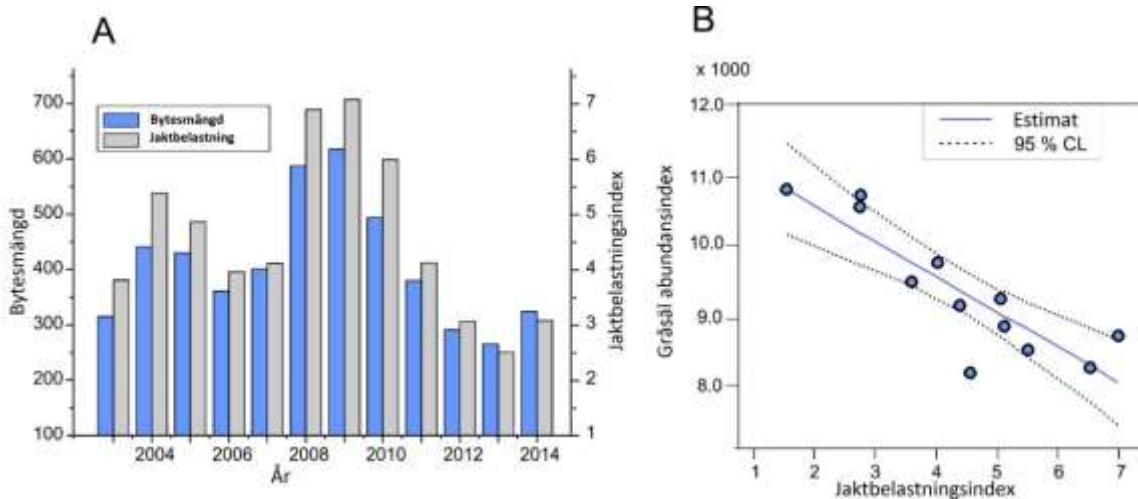 A
Bytesmängd
Jaktbelastning
700
600
500
400
300
200
100
7
6
5
4
3
2
1
Bytesmängd
Jaktbelastningsindex
2004
2006
2008
2010
2012
2014
År
B
x 1000
12.0
11.0
10.0
9.0
8.0
Estimat
95 % CL
Gråsäl abundansindex
1 2 3 4 5 6 7
Jaktbelastningsindex